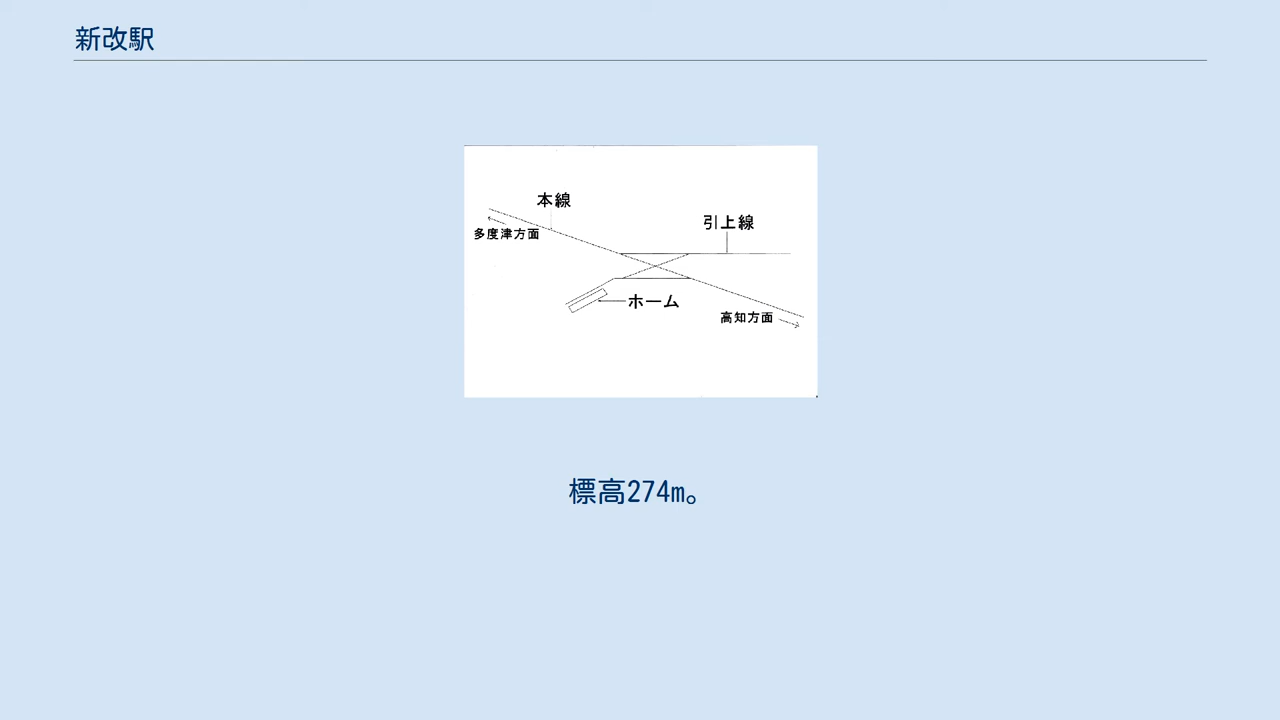 新改駅
本線
引上線
多度津方面
ホーム
高知方面
標高274m。